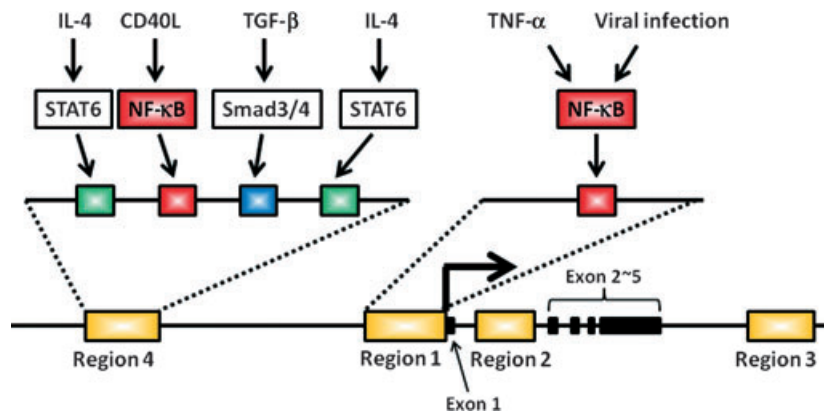 IL-4 CD40L TGF-β IL-4 TNF-α Viral infection
STAT6 NF-κB Smad3/4 STAT6 NF-κB
Exon 2~5
Region 4 Region 1 Region 2 Region 3
Exon 1